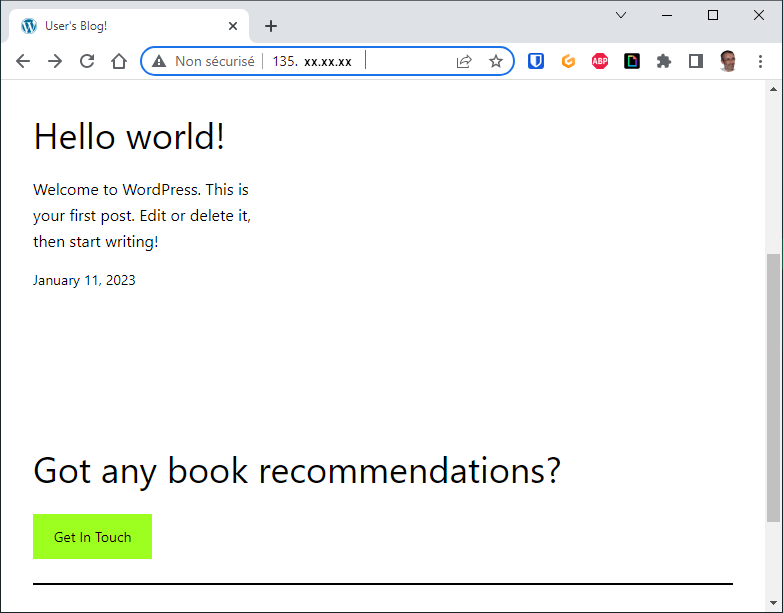 User's Blog!
Non sécurisé 135. xx.xx.xx
ABP
Hello world!
Welcome to WordPress. This is
your first post. Edit or delete it,
then start writing!
January 11, 2023
Got any book recommendations?
Get In Touch